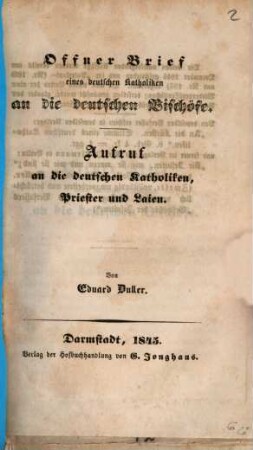 2
Offner Brief
eines deutschen Katholiken
an die deutschen Bischöfe.
Aufruf
an die deutschen Katholiken,
Priester und Laien.
Von
Eduard Duller.
Darmstadt, 1845.
Verlag der Hofbuchhandlung von G. Jonghaus.